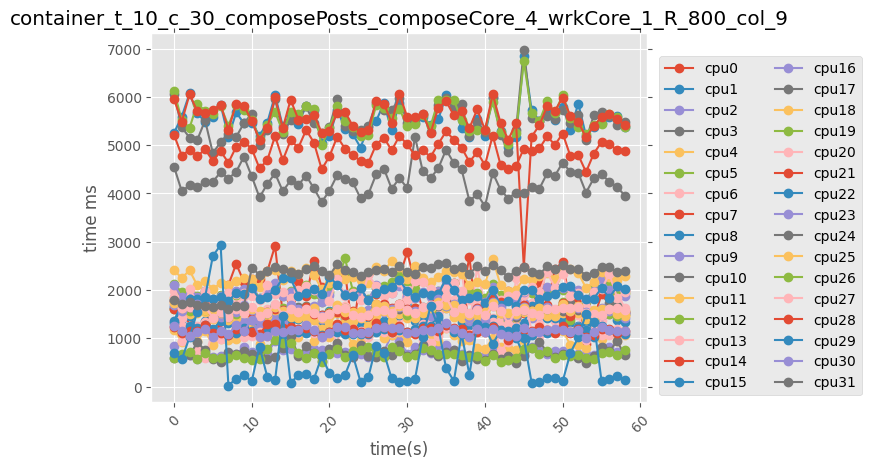 container_t_10_c_30_composePosts_composeCore_4_wrkCore_1_R_800_col_9
time ms
7000
6000
5000
4000
3000
2000
1000
0
0
10
20
30
40
50
60
time(s)
cpu0
cpu1
cpu2
cpu3
cpu4
cpu5
cpu6
cpu7
cpu8
cpu9
cpu10
cpu11
cpu12
cpu13
cpu14
cpu15
cpu16
cpu17
cpu18
cpu19
cpu20
cpu21
cpu22
cpu23
cpu24
cpu25
cpu26
cpu27
cpu28
cpu29
cpu30
cpu31